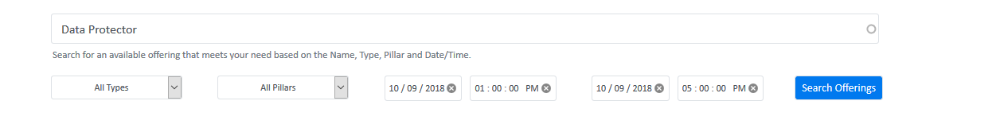 Data Protector
Search for an available offering that meets your need based on the Name, Type, Pillar and Date/Time.
All Types All Pillars 10 / 09 / 2018 01 : 00 : 00 PM 10 / 09 / 2018 05 : 00 : 00 PM Search Offerings